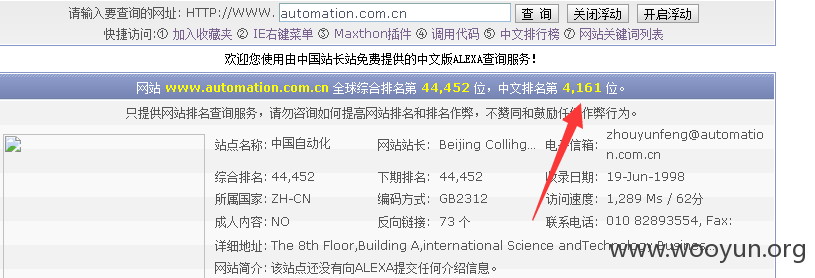 请输入要查询的网址: HTTP://WWW. automation.com.cn 查 询 关闭浮动 开启浮动
快捷访问:① 加入收藏夹 ② IE右键菜单 ③ Maxthon插件 ④ 调用代码 ⑤ 中文排行榜 ⑦ 网站关键词列表
欢迎您使用由中国站长站免费提供的中文版ALEXA查询服务！
网站 www.automation.com.cn 全球综合排名第 44,452 位，中文排名第 4,161 位。
只提供网站排名查询服务，请勿咨询如何提高网站排名和排名作弊，不赞同和鼓励任何作弊行为。
站点名称: 中国自动化 网站站长: Beijing Collihg... 电子信箱: zhouyunfeng@automation.com.cn
综合排名: 44,452 下期排名: 44,452 收录日期: 19-Jun-1998
所属国家: ZH-CN 编码方式: GB2312 访问速度: 1,289 Ms / 62分
成人内容: NO 反向链接: 73 个 联系电话: 010 82893554, Fax:
详细地址: The 8th Floor,Building A,international Science andTechnology Busines
网站简介: 该站点还没有向ALEXA提交任何介绍信息。
www.wooyun.org